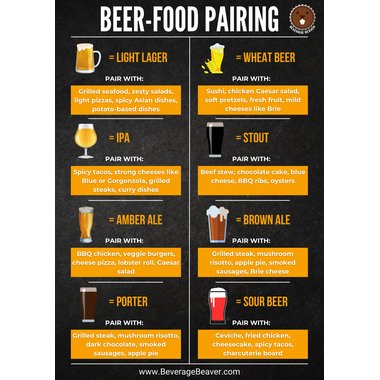 BEER-FOOD PAIRING
BEVERAGE BEAVER
= LIGHT LAGER
PAIR WITH:
Grilled seafood, zesty salads,
light pizzas, spicy Asian dishes,
potato-based dishes
= WHEAT BEER
PAIR WITH:
Sushi, chicken Caesar salad,
soft pretzels, fresh fruit, mild
cheeses like Brie
= IPA
PAIR WITH:
Spicy tacos, strong cheeses like
Blue or Gorgonzola, grilled
steaks, curry dishes
= STOUT
PAIR WITH:
Beef stew, chocolate cake, blue
cheese, BBQ ribs, oysters
= AMBER ALE
PAIR WITH:
BBQ chicken, veggie burgers,
cheese pizza, lobster roll, Caesar
salad
= BROWN ALE
PAIR WITH:
Grilled steak, mushroom
risotto, apple pie, smoked
sausages, Brie cheese
= PORTER
PAIR WITH:
Grilled steak, mushroom risotto,
dark chocolate, smoked
sausages, apple pie
= SOUR BEER
PAIR WITH:
Ceviche, fried chicken,
cheesecake, spicy tacos,
charcuterie board
www.BeverageBeaver.com